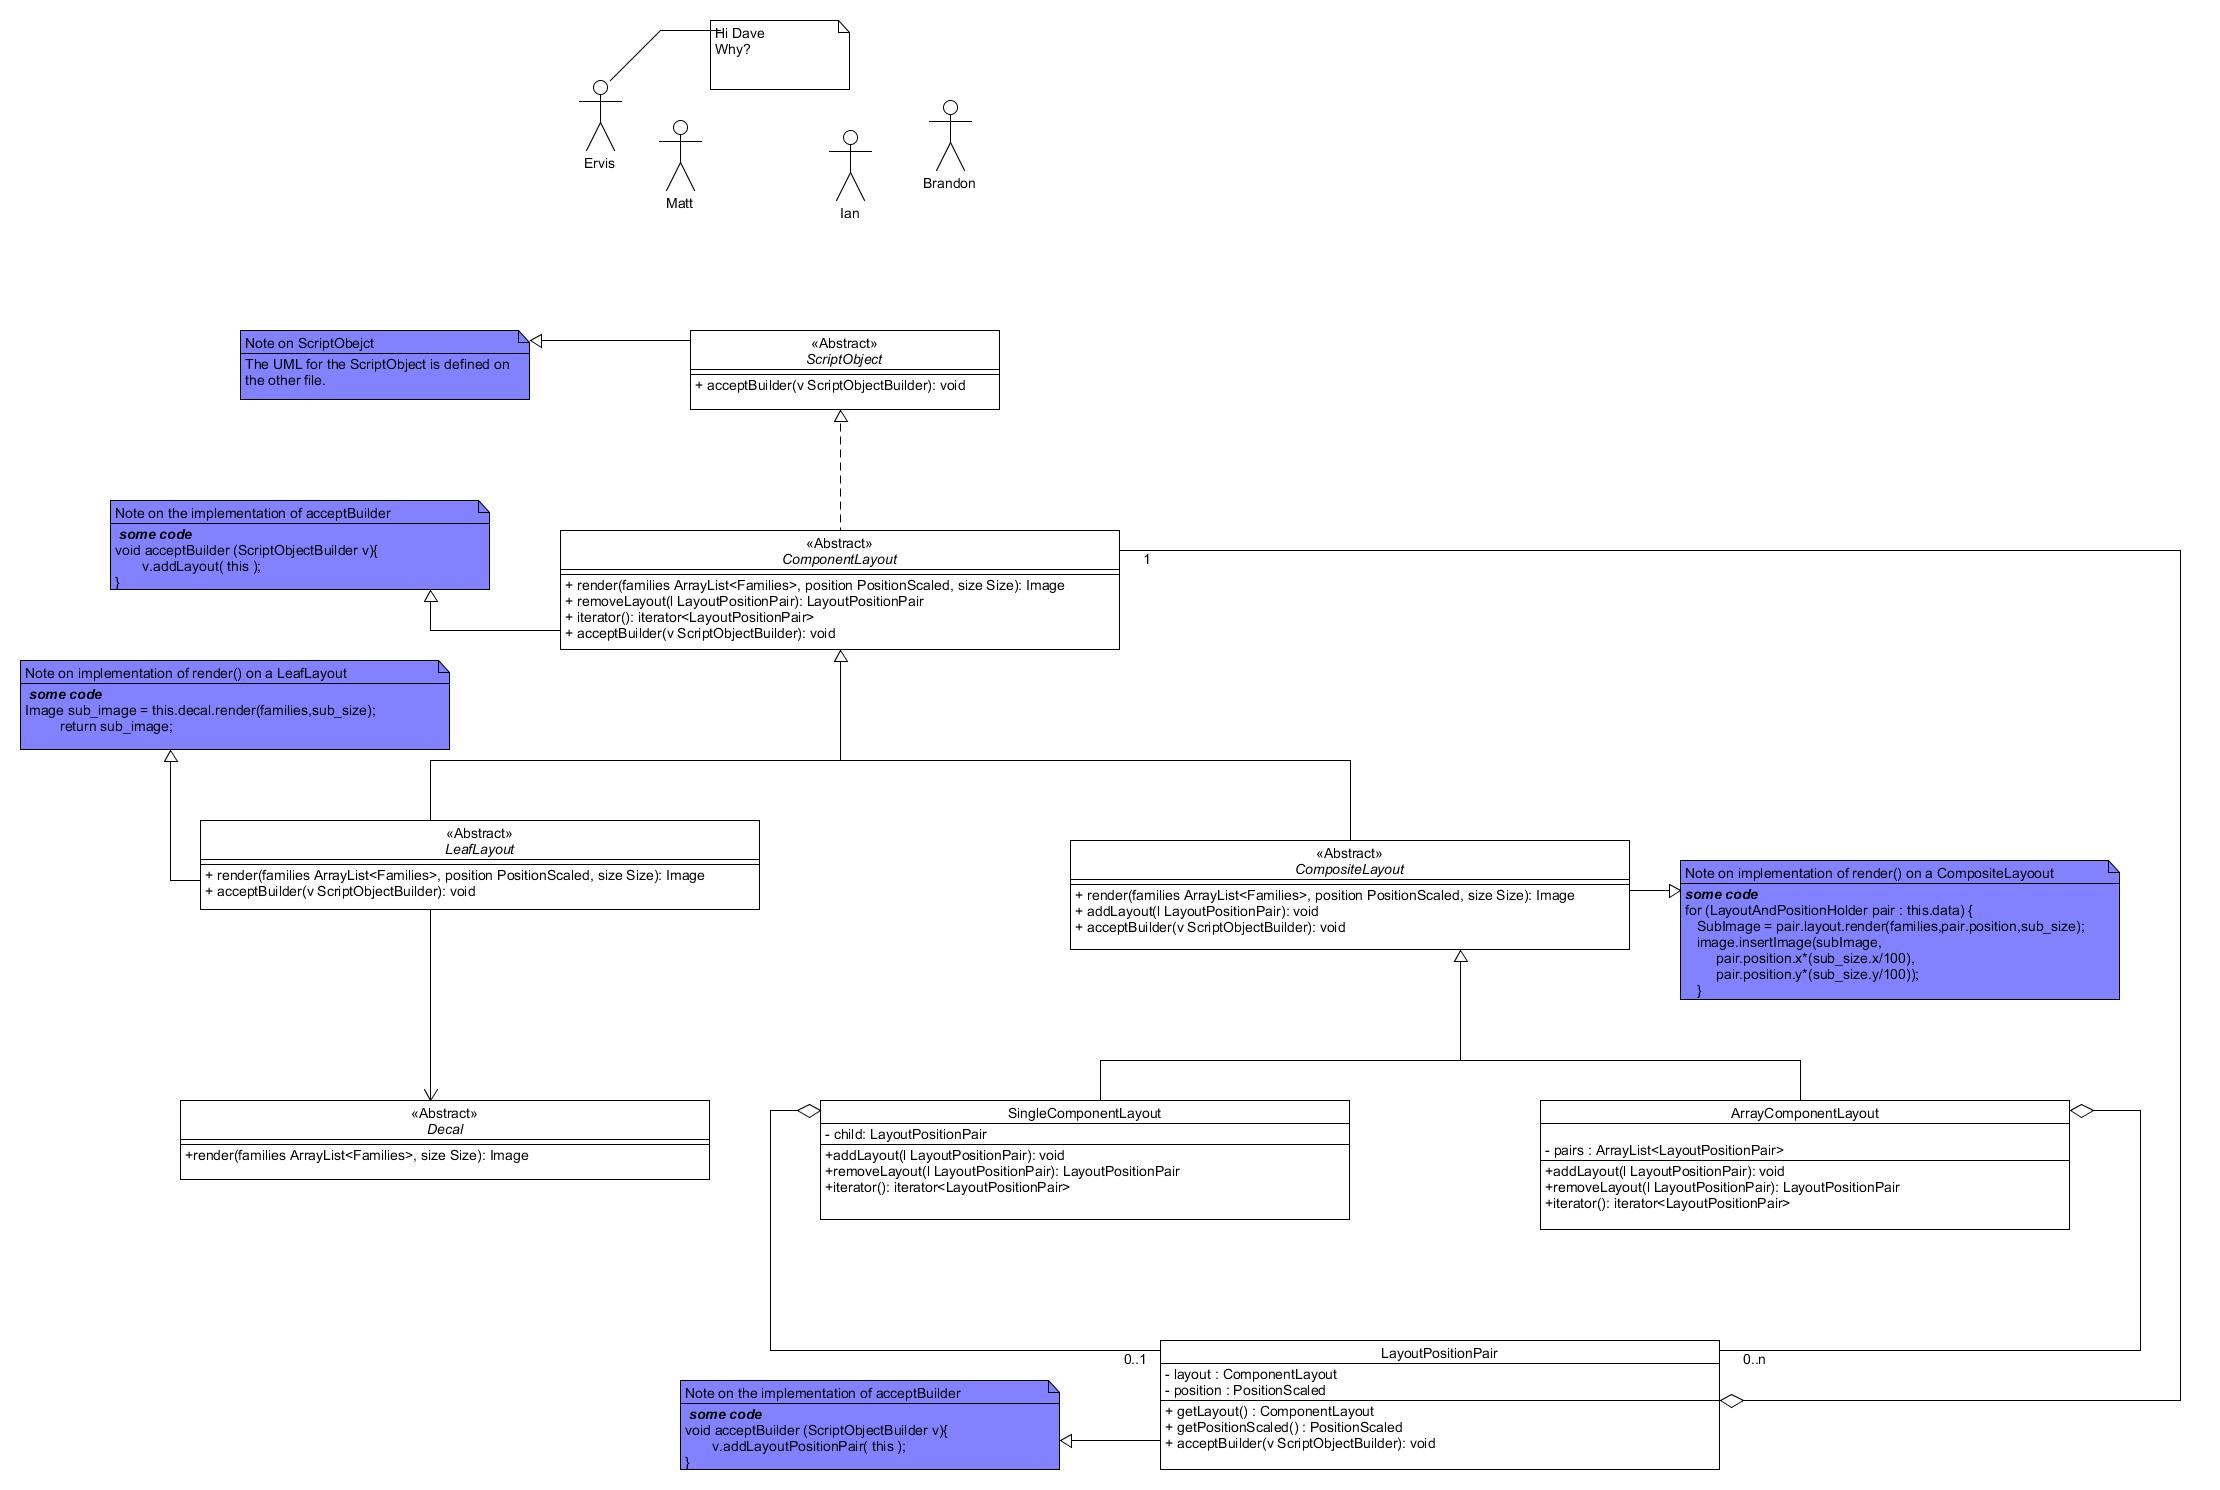 Hi Dave
Why?
Ervis
Matt
Ian
Brandon
Note on ScriptObejct
The UML for the ScriptObject is defined on
the other file.
«Abstract»
ScriptObject
+ acceptBuilder(v ScriptObjectBuilder): void
Note on the implementation of acceptBuilder
some code
void acceptBuilder (ScriptObjectBuilder v){
v.addLayout( this );
}
«Abstract»
ComponentLayout
+ render(families ArrayList<Families>, position PositionScaled, size Size): Image
+ removeLayout(l LayoutPositionPair): LayoutPositionPair
+ iterator(): iterator<LayoutPositionPair>
+ acceptBuilder(v ScriptObjectBuilder): void
1
Note on implementation of render() on a LeafLayout
some code
Image sub_image = this.decal.render(families,sub_size);
return sub_image;
«Abstract»
LeafLayout
+ render(families ArrayList<Families>, position PositionScaled, size Size): Image
+ acceptBuilder(v ScriptObjectBuilder): void
«Abstract»
CompositeLayout
+ render(families ArrayList<Families>, position PositionScaled, size Size): Image
+ addLayout(l LayoutPositionPair): void
+ acceptBuilder(v ScriptObjectBuilder): void
Note on implementation of render() on a CompositeLayoout
some code
for (LayoutAndPositionHolder pair : this.data) {
SubImage = pair.layout.render(families,pair.position,sub_size);
image.insertImage(subImage,
pair.position.x*(sub_size.x/100),
pair.position.y*(sub_size.y/100));
}
«Abstract»
Decal
+render(families ArrayList<Families>, size Size): Image
SingleComponentLayout
- child: LayoutPositionPair
+addLayout(l LayoutPositionPair): void
+removeLayout(l LayoutPositionPair): LayoutPositionPair
+iterator(): iterator<LayoutPositionPair>
ArrayComponentLayout
- pairs : ArrayList<LayoutPositionPair>
+addLayout(l LayoutPositionPair): void
+removeLayout(l LayoutPositionPair): LayoutPositionPair
+iterator(): iterator<LayoutPositionPair>
0..1
LayoutPositionPair
- layout : ComponentLayout
- position : PositionScaled
+ getLayout() : ComponentLayout
+ getPositionScaled() : PositionScaled
+ acceptBuilder(v ScriptObjectBuilder): void
0..n
Note on the implementation of acceptBuilder
some code
void acceptBuilder (ScriptObjectBuilder v){
v.addLayoutPositionPair( this );
}